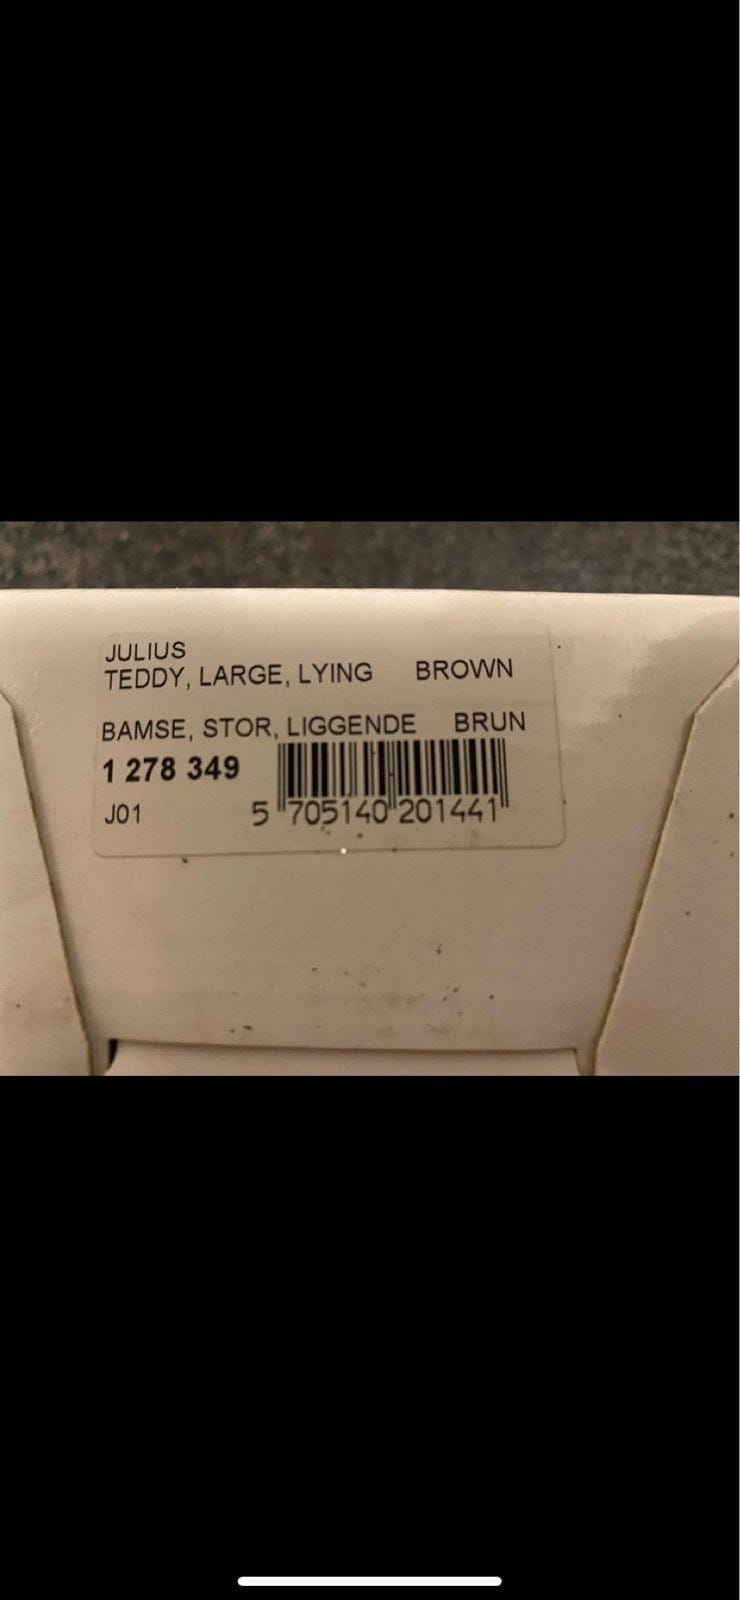 JULIUS
TEDDY, LARGE, LYING BROWN
BAMSE, STOR, LIGGENDE BRUN
1 278 349
J01 5 705140 201441